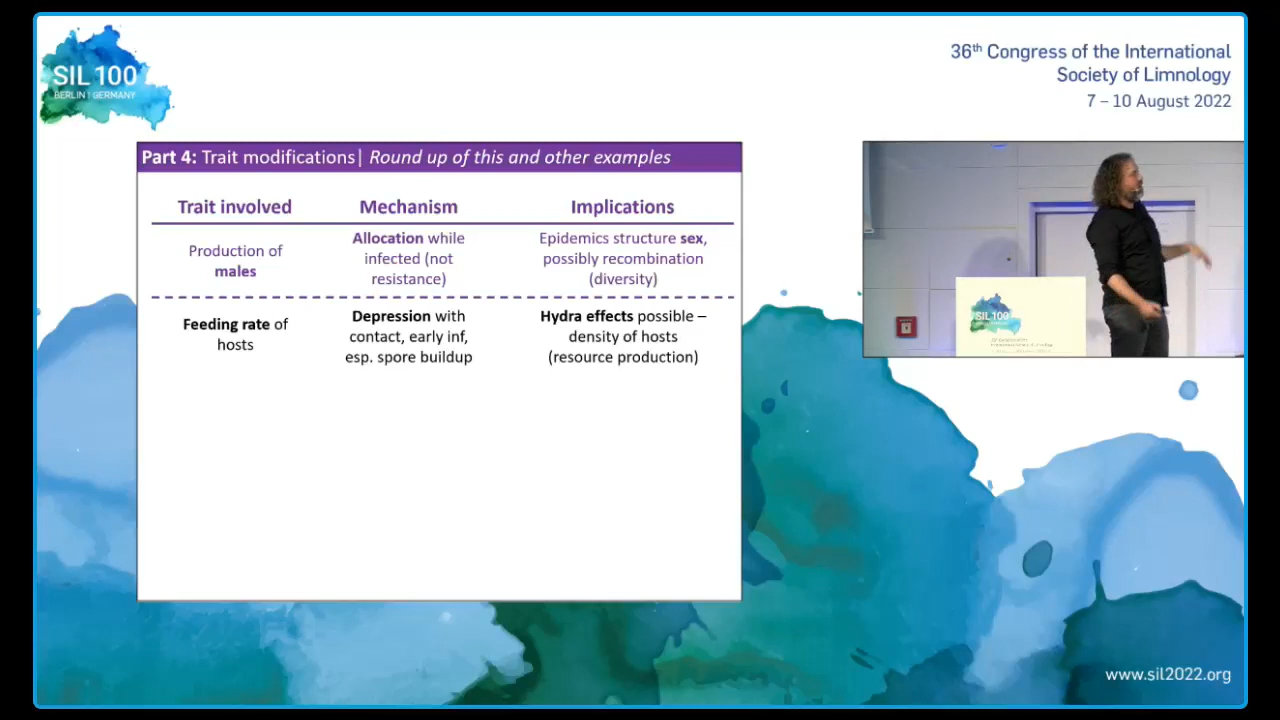 SIL 100
BERLIN | GERMANY
36th Congress of the International
Society of Limnology
7 – 10 August 2022
Part 4: Trait modifications| Round up of this and other examples
Trait involved Mechanism Implications
Production of
males
Allocation while
infected (not
resistance)
Epidemics structure sex,
possibly recombination
(diversity)
Feeding rate of
hosts
Depression with
contact, early inf,
esp. spore buildup
Hydra effects possible –
density of hosts
(resource production)
SIL 100
www.sil2022.org